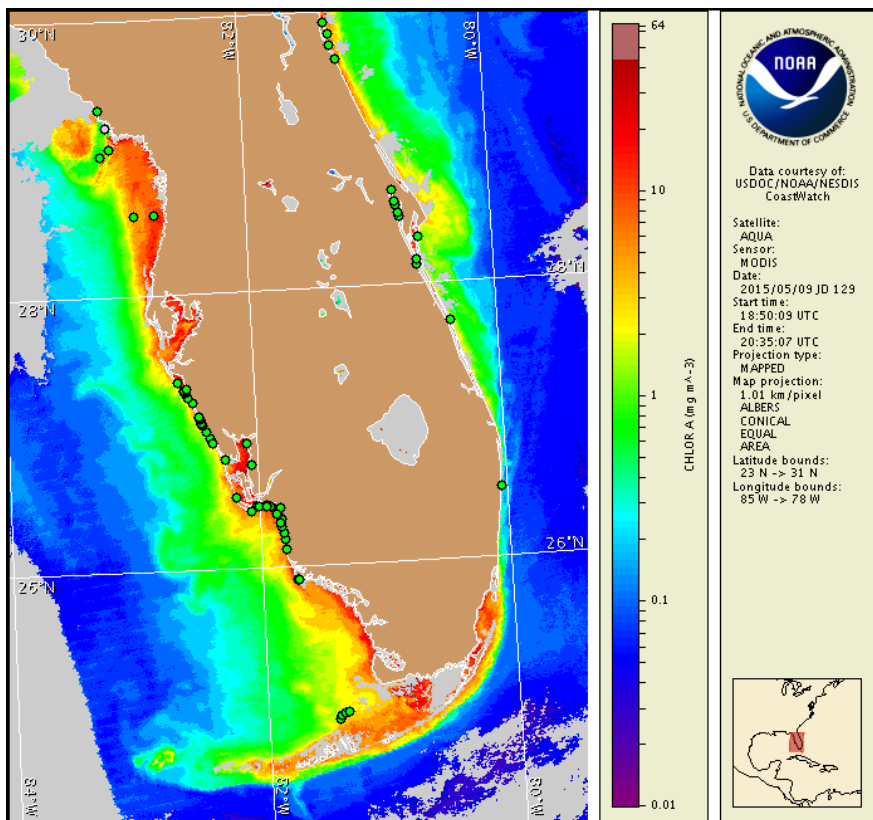 30°N
82°W
80°W
28°N
28°N
26°N
26°N
84°W
82°W
80°W
64
10
1
0.1
0.01
CHLOR A (mg m^-3)
NATIONAL OCEANIC AND ATMOSPHERIC ADMINISTRATION
NOAA
U.S. DEPARTMENT OF COMMERCE
Data courtesy of:
USDOC/NOAA/NESDIS
CoastWatch
Satellite:
AQUA
Sensor:
MODIS
Date:
2015/05/09 JD 129
Start time:
18:50:09 UTC
End time:
20:35:07 UTC
Projection type:
MAPPED
Map projection:
1.01 km/pixel
ALBERS
CONICAL
EQUAL
AREA
Latitude bounds:
23 N -> 31 N
Longitude bounds:
85 W -> 78 W